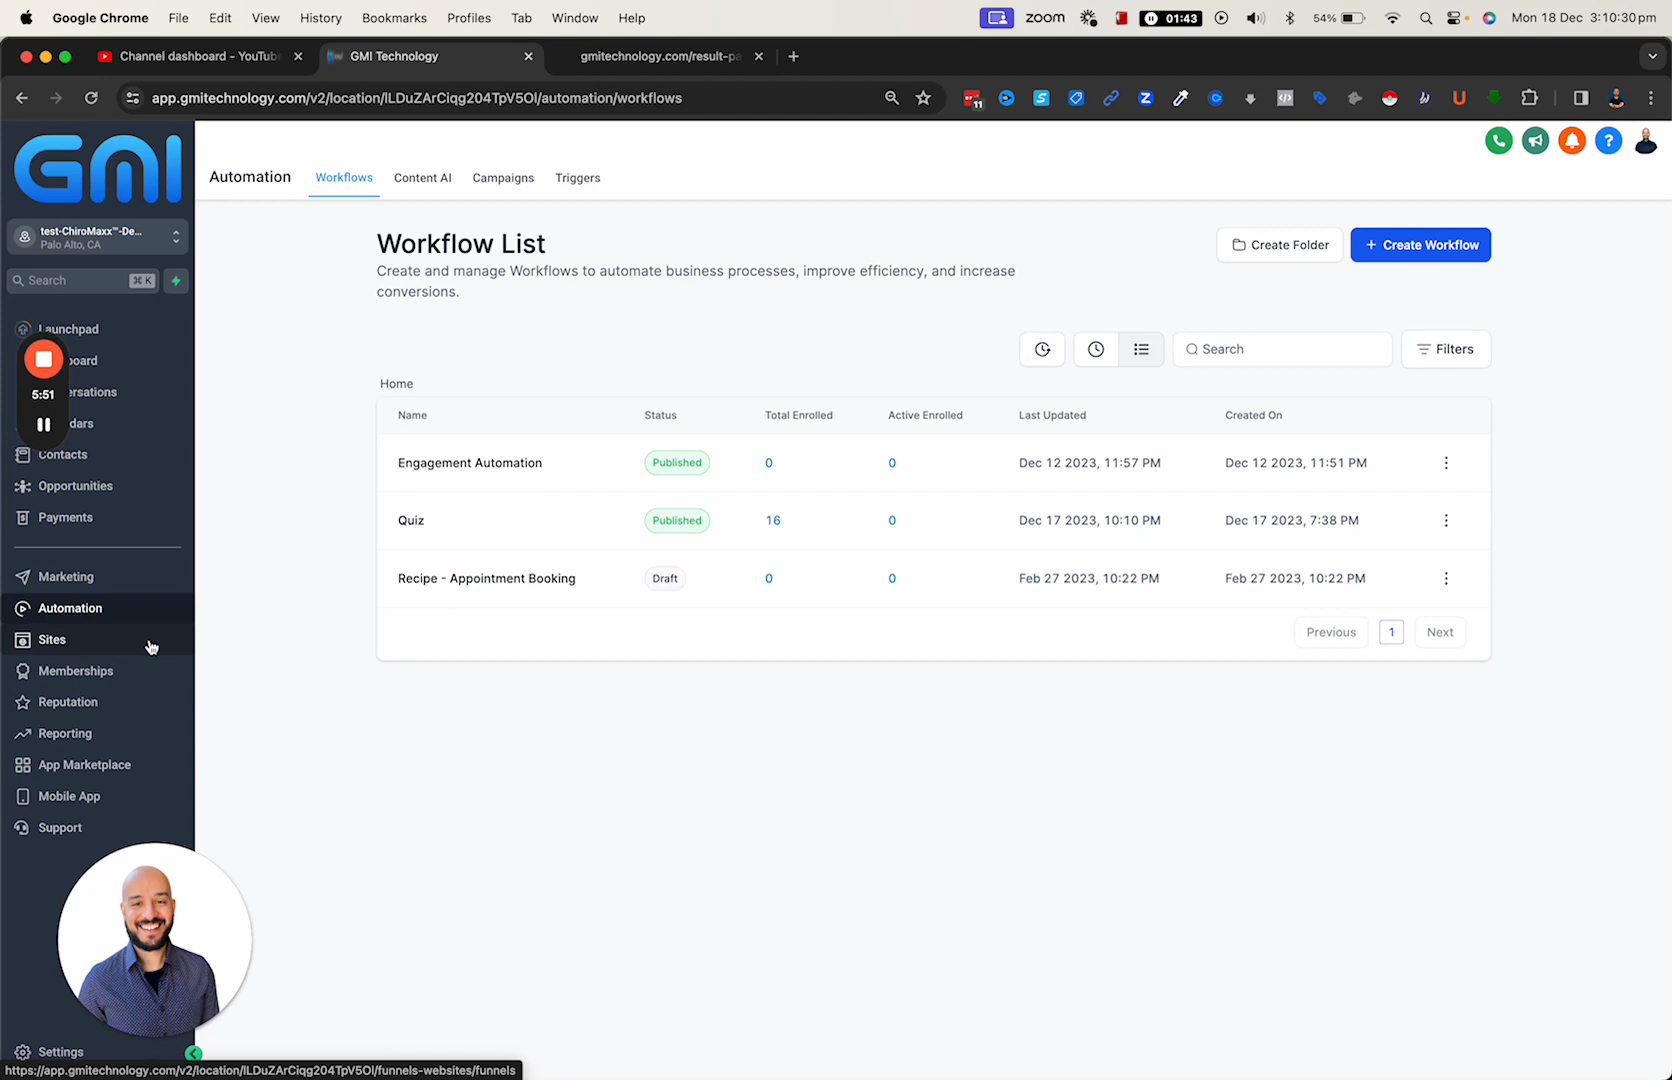 Google Chrome File Edit View History Bookmarks Profiles Tab Window Help
zoom 01:43 54% Mon 18 Dec 3:10:30 pm
Channel dashboard - YouTube
GMI Technology
gmitechnology.com/result-pa
app.gmitechnology.com/v2/location/lLDuZArCiqg204TpV5Ol/automation/workflows
11
GMI
test-ChiroMaxx™-De...
Palo Alto, CA
Search ⌘ K
Launchpad
board
ersations
5:51
dars
Contacts
Opportunities
Payments
Marketing
Automation
Sites
Memberships
Reputation
Reporting
App Marketplace
Mobile App
Support
Settings
Automation Workflows Content AI Campaigns Triggers
Workflow List
Create and manage Workflows to automate business processes, improve efficiency, and increase
conversions.
Create Folder
+ Create Workflow
Search
Filters
Home
Name Status Total Enrolled Active Enrolled Last Updated Created On
Engagement Automation Published 0 0 Dec 12 2023, 11:57 PM Dec 12 2023, 11:51 PM
Quiz Published 16 0 Dec 17 2023, 10:10 PM Dec 17 2023, 7:38 PM
Recipe - Appointment Booking Draft 0 0 Feb 27 2023, 10:22 PM Feb 27 2023, 10:22 PM
Previous 1 Next
https://app.gmitechnology.com/v2/location/lLDuZArCiqg204TpV5Ol/funnels-websites/funnels